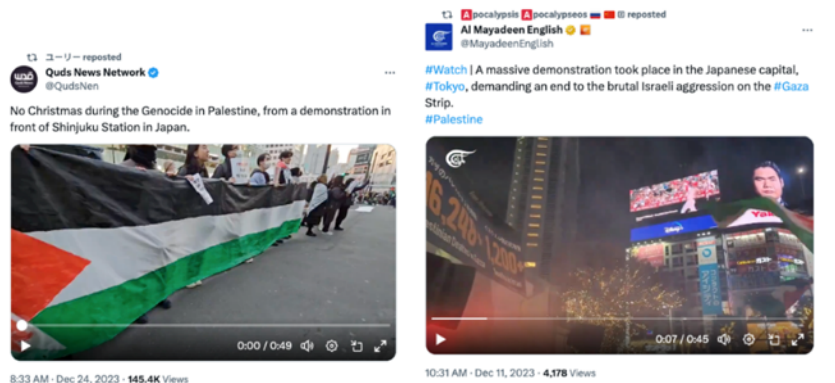 ユーリー reposted
Quds News Network
@QudsNen
No Christmas during the Genocide in Palestine, from a demonstration in
front of Shinjuku Station in Japan.
0:00 / 0:49
8:33 AM · Dec 24, 2023 · 145.4K Views
Apocalypsis Apocalypseos reposted
Al Mayadeen English
@MayadeenEnglish
#Watch | A massive demonstration took place in the Japanese capital,
#Tokyo, demanding an end to the brutal Israeli aggression on the #Gaza
Strip.
#Palestine
0:07 / 0:45
10:31 AM · Dec 11, 2023 · 4,178 Views